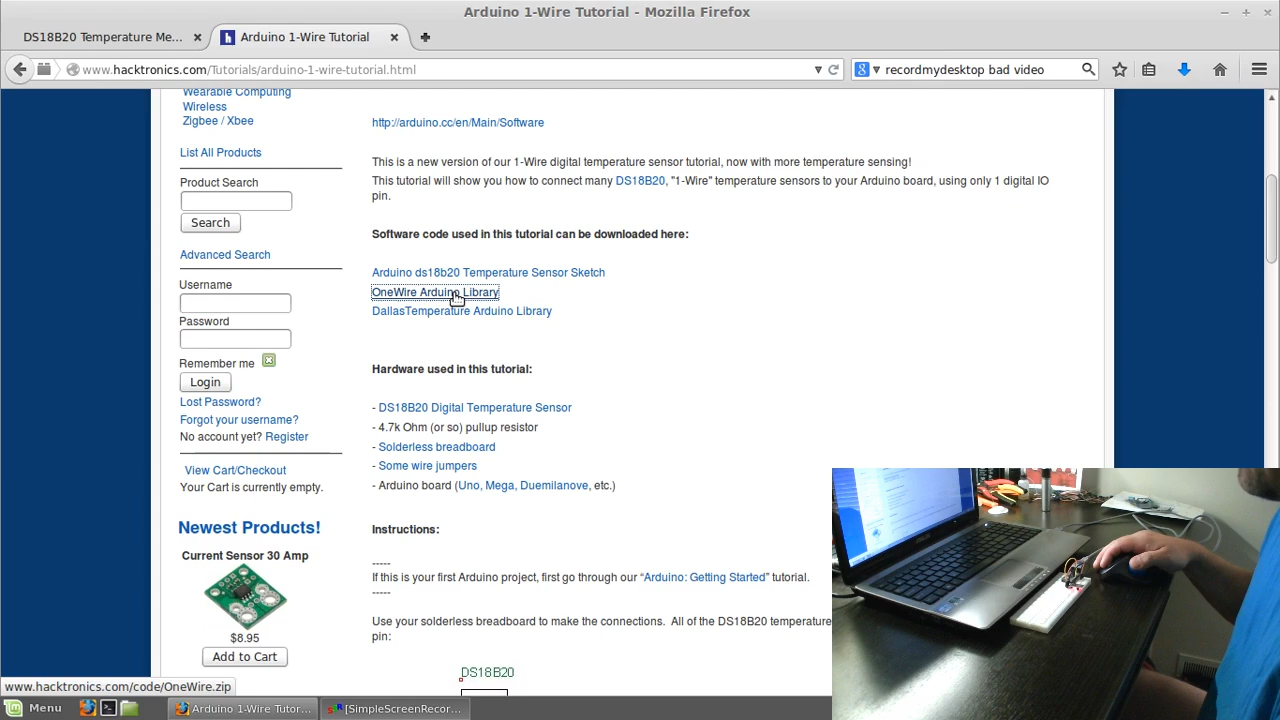 Arduino 1-Wire Tutorial - Mozilla Firefox
DS18B20 Temperature Me...
Arduino 1-Wire Tutorial
www.hacktronics.com/Tutorials/arduino-1-wire-tutorial.html
recordmydesktop bad video
Wearable Computing
Wireless
Zigbee / Xbee
List All Products
Product Search
Search
Advanced Search
Username
Password
Remember me
Login
Lost Password?
Forgot your username?
No account yet? Register
View Cart/Checkout
Your Cart is currently empty.
Newest Products!
Current Sensor 30 Amp
$8.95
Add to Cart
http://arduino.cc/en/Main/Software
This is a new version of our 1-Wire digital temperature sensor tutorial, now with more temperature sensing!
This tutorial will show you how to connect many DS18B20, "1-Wire" temperature sensors to your Arduino board, using only 1 digital IO
pin.
Software code used in this tutorial can be downloaded here:
Arduino ds18b20 Temperature Sensor Sketch
OneWire Arduino Library
DallasTemperature Arduino Library
Hardware used in this tutorial:
- DS18B20 Digital Temperature Sensor
- 4.7k Ohm (or so) pullup resistor
- Solderless breadboard
- Some wire jumpers
- Arduino board (Uno, Mega, Duemilanove, etc.)
Instructions:
-----
If this is your first Arduino project, first go through our “Arduino: Getting Started” tutorial.
-----
Use your solderless breadboard to make the connections. All of the DS18B20 temperature
pin:
DS18B20
www.hacktronics.com/code/OneWire.zip
Menu
Arduino 1-Wire Tutor...
[SimpleScreenRecor...